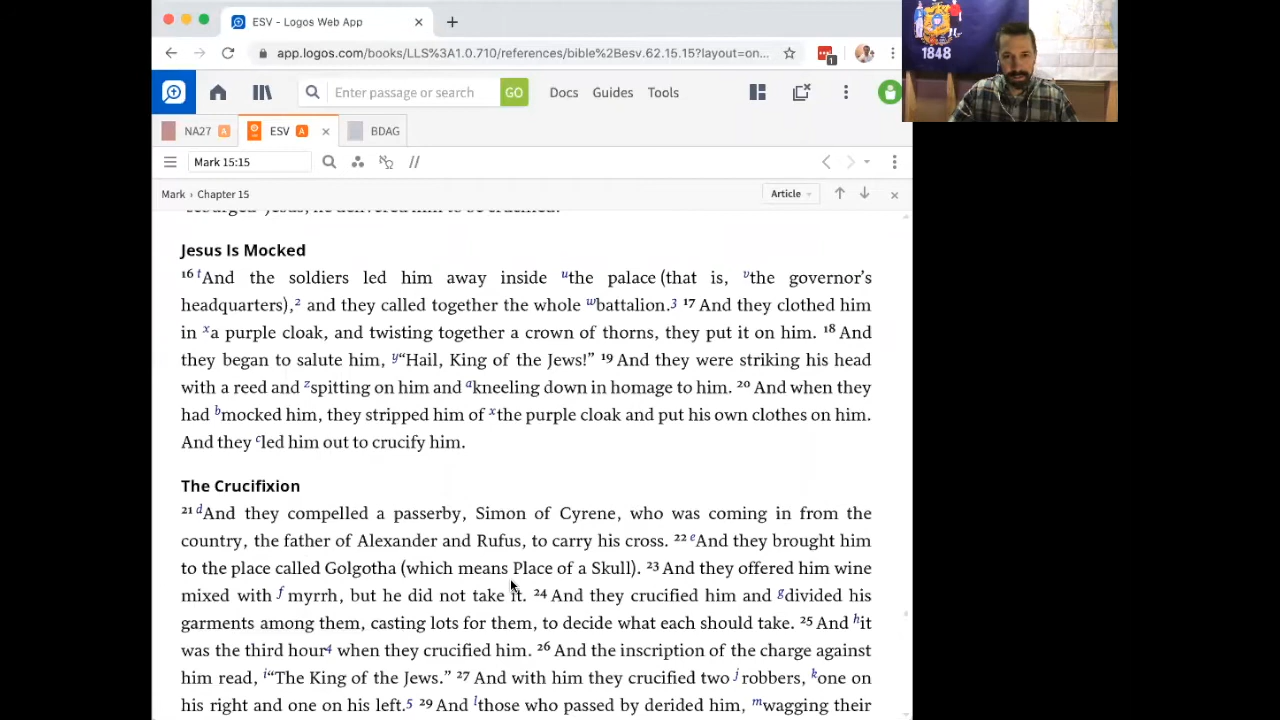 ESV - Logos Web App
app.logos.com/books/LLS%3A1.0.710/references/bible%2Besv.62.15.15?layout=on...
1
1848
Enter passage or search GO Docs Guides Tools
NA27 A ESV A BDAG
Mark 15:15
Mark › Chapter 15 Article
scourged Jesus, he delivered him to be crucified.
Jesus Is Mocked
16 t And the soldiers led him away inside u the palace (that is, v the governor's
headquarters),2 and they called together the whole w battalion.3 17 And they clothed him
in x a purple cloak, and twisting together a crown of thorns, they put it on him. 18 And
they began to salute him, y “Hail, King of the Jews!” 19 And they were striking his head
with a reed and z spitting on him and a kneeling down in homage to him. 20 And when they
had b mocked him, they stripped him of x the purple cloak and put his own clothes on him.
And they c led him out to crucify him.
The Crucifixion
21 d And they compelled a passerby, Simon of Cyrene, who was coming in from the
country, the father of Alexander and Rufus, to carry his cross. 22 e And they brought him
to the place called Golgotha (which means Place of a Skull). 23 And they offered him wine
mixed with f myrrh, but he did not take it. 24 And they crucified him and g divided his
garments among them, casting lots for them, to decide what each should take. 25 And h it
was the third hour4 when they crucified him. 26 And the inscription of the charge against
him read, i “The King of the Jews.” 27 And with him they crucified two j robbers, k one on
his right and one on his left.5 29 And l those who passed by derided him, m wagging their